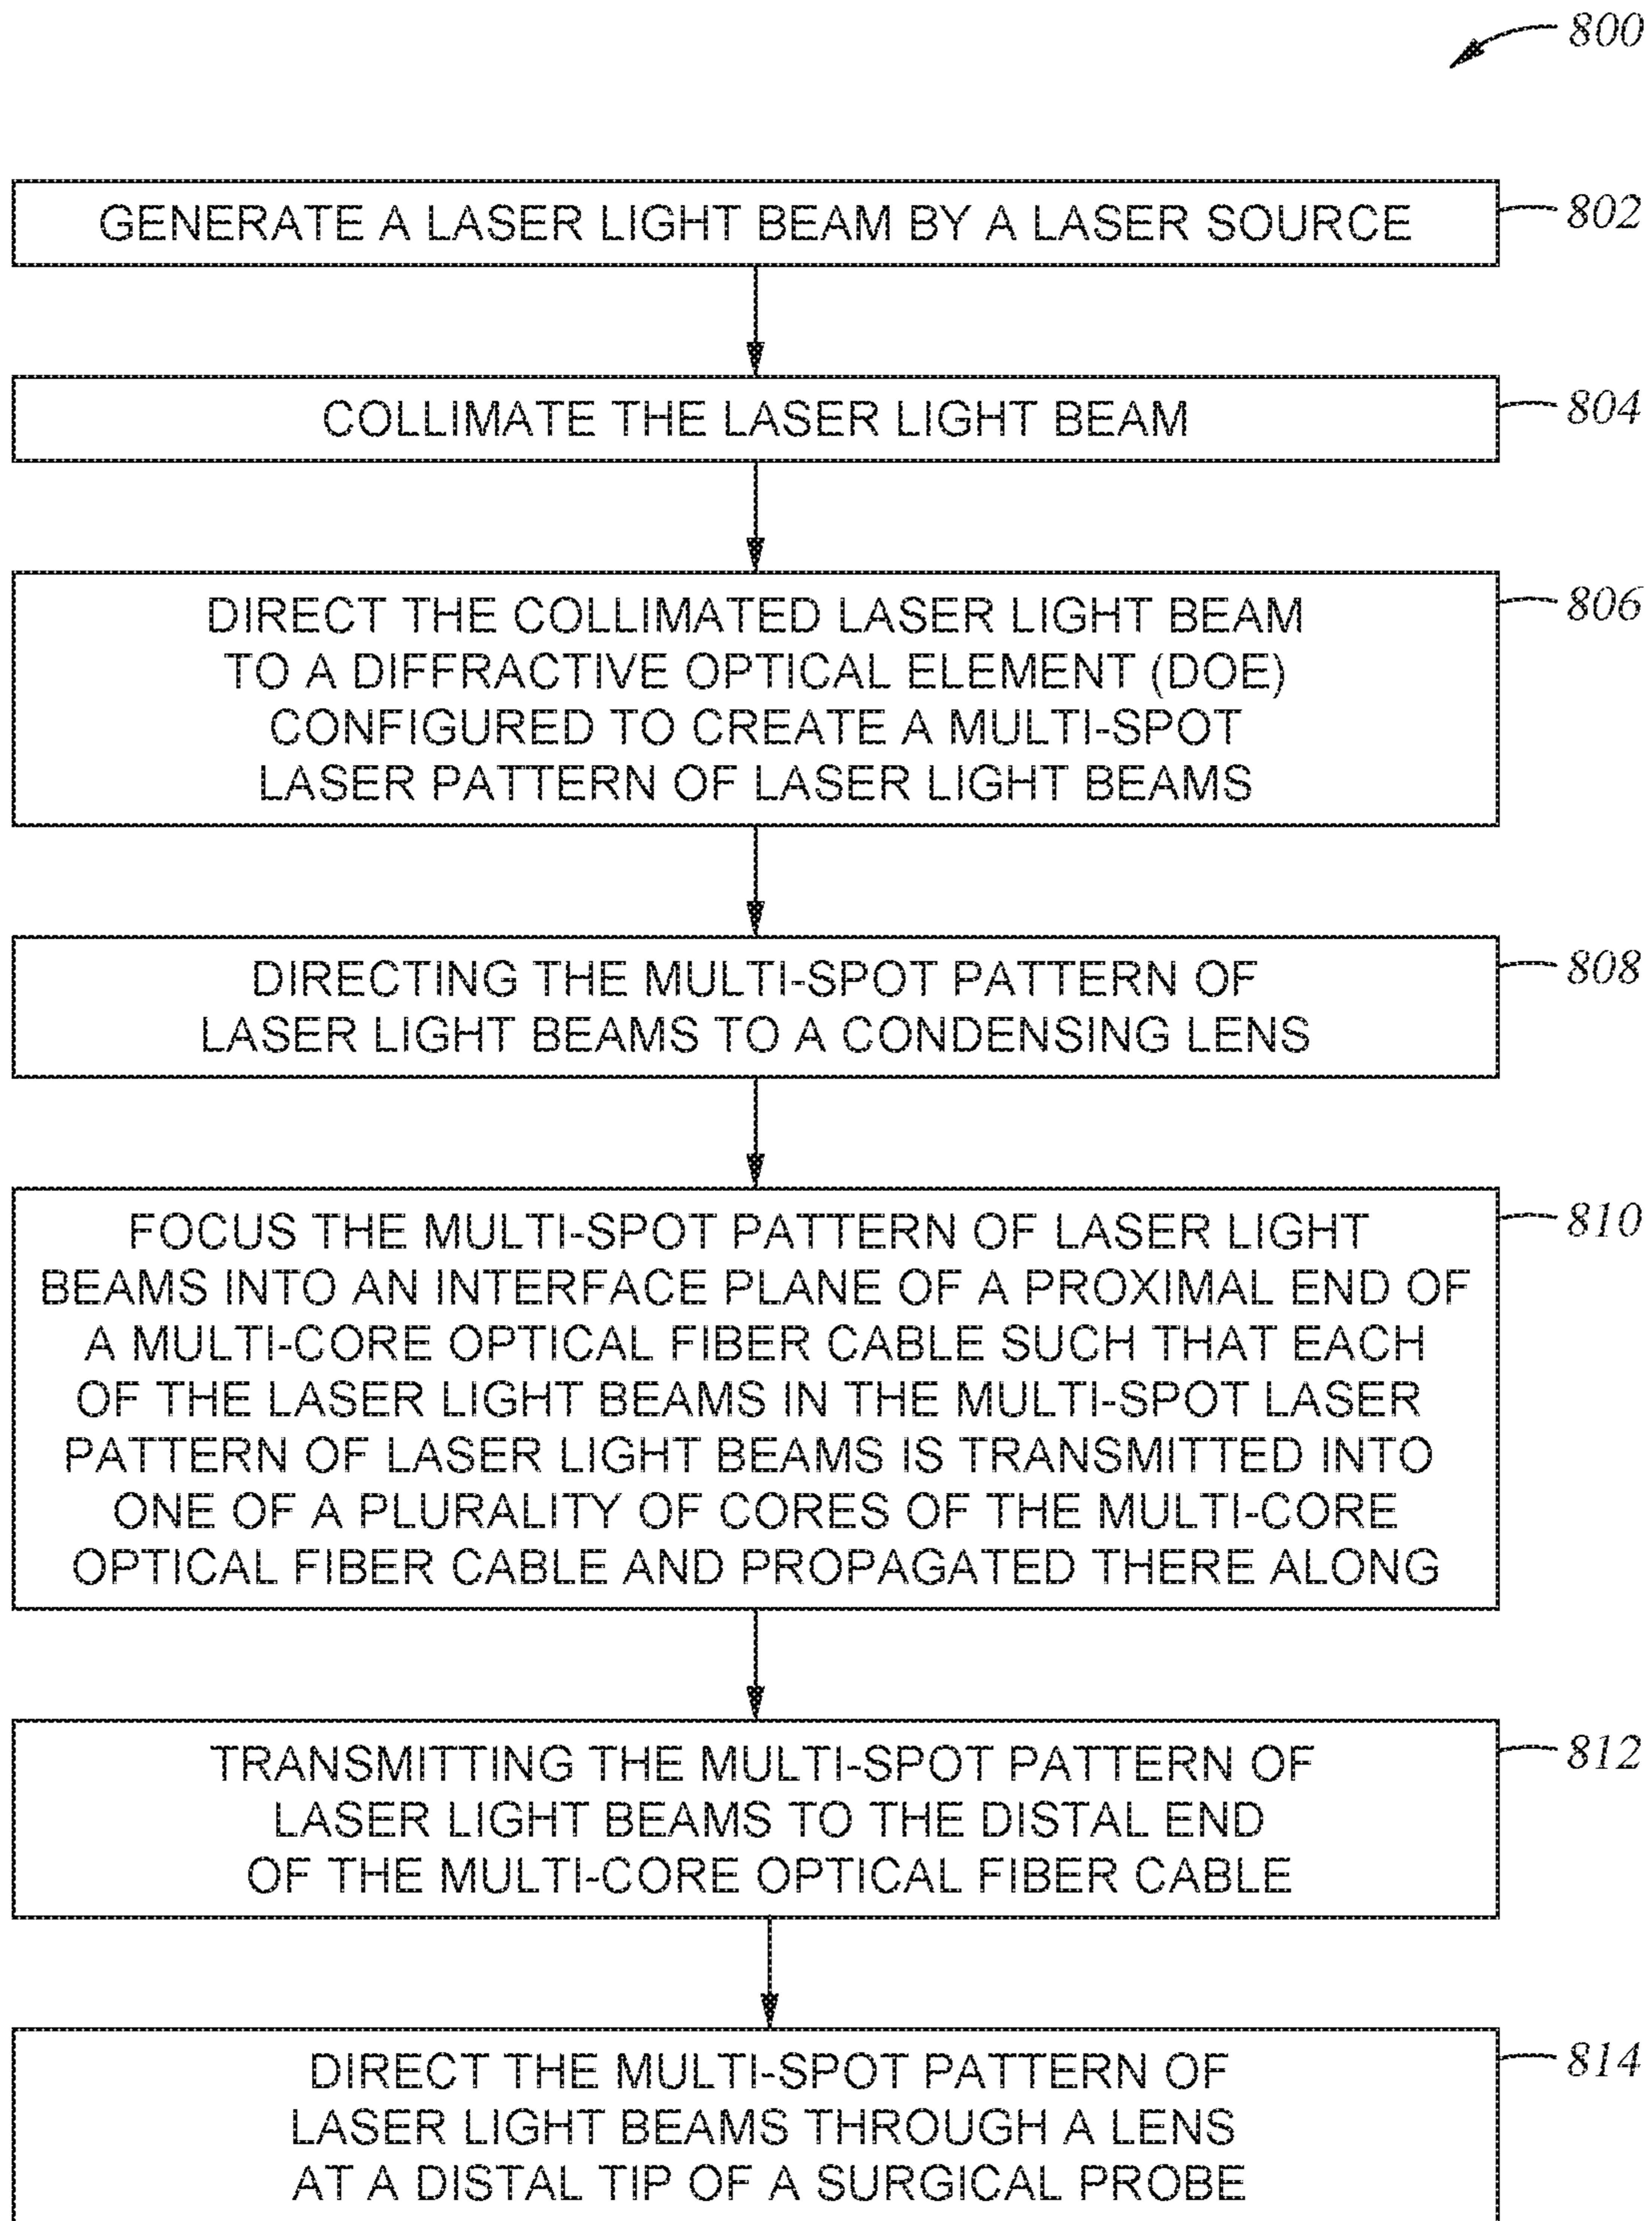 800
GENERATE A LASER LIGHT BEAM BY A LASER SOURCE
802
COLLIMATE THE LASER LIGHT BEAM
804
DIRECT THE COLLIMATED LASER LIGHT BEAM
806
TO A DIFFRACTIVE OPTICAL ELEMENT (DOE)
CONFIGURED TO CREATE A MULTI-SPOT
LASER PATTERN OF LASER LIGHT BEAMS
DIRECTING THE MULTI-SPOT PATTERN OF
808
LASER LIGHT BEAMS TO A CONDENSING LENS
FOCUS THE MULTI-SPOT PATTERN OF LASER LIGHT
810
BEAMS INTO AN INTERFACE PLANE OF A PROXIMAL END OF
A MULTI-CORE OPTICAL FIBER CABLE SUCH THAT EACH
OF THE LASER LIGHT BEAMS IN THE MULTI-SPOT LASER
PATTERN OF LASER LIGHT BEAMS IS TRANSMITTED INTO
ONE OF A PLURALITY OF CORES OF THE MULTI-CORE
OPTICAL FIBER CABLE AND PROPAGATED THERE ALONG
TRANSMITTING THE MULTI-SPOT PATTERN OF
812
LASER LIGHT BEAMS TO THE DISTAL END
OF THE MULTI-CORE OPTICAL FIBER CABLE
DIRECT THE MULTI-SPOT PATTERN OF
814
LASER LIGHT BEAMS THROUGH A LENS
AT A DISTAL TIP OF A SURGICAL PROBE